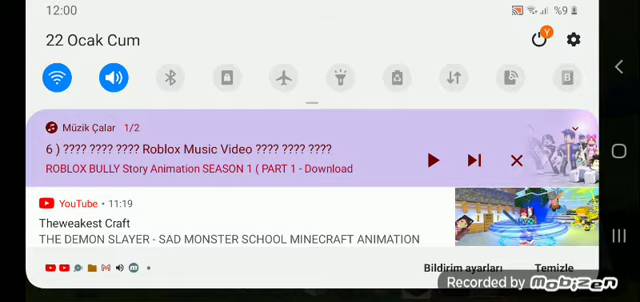 12:00
%9
22 Ocak Cum
Y
B
Müzik Çalar 1/2
6 ) ???? ???? ???? Roblox Music Video ???? ???? ????
ROBLOX BULLY Story Animation SEASON 1 ( PART 1 - Download
YouTube • 11:19
Theweakest Craft
THE DEMON SLAYER - SAD MONSTER SCHOOL MINECRAFT ANIMATION
Bildirim ayarları
Temizle
Recorded by mobizen